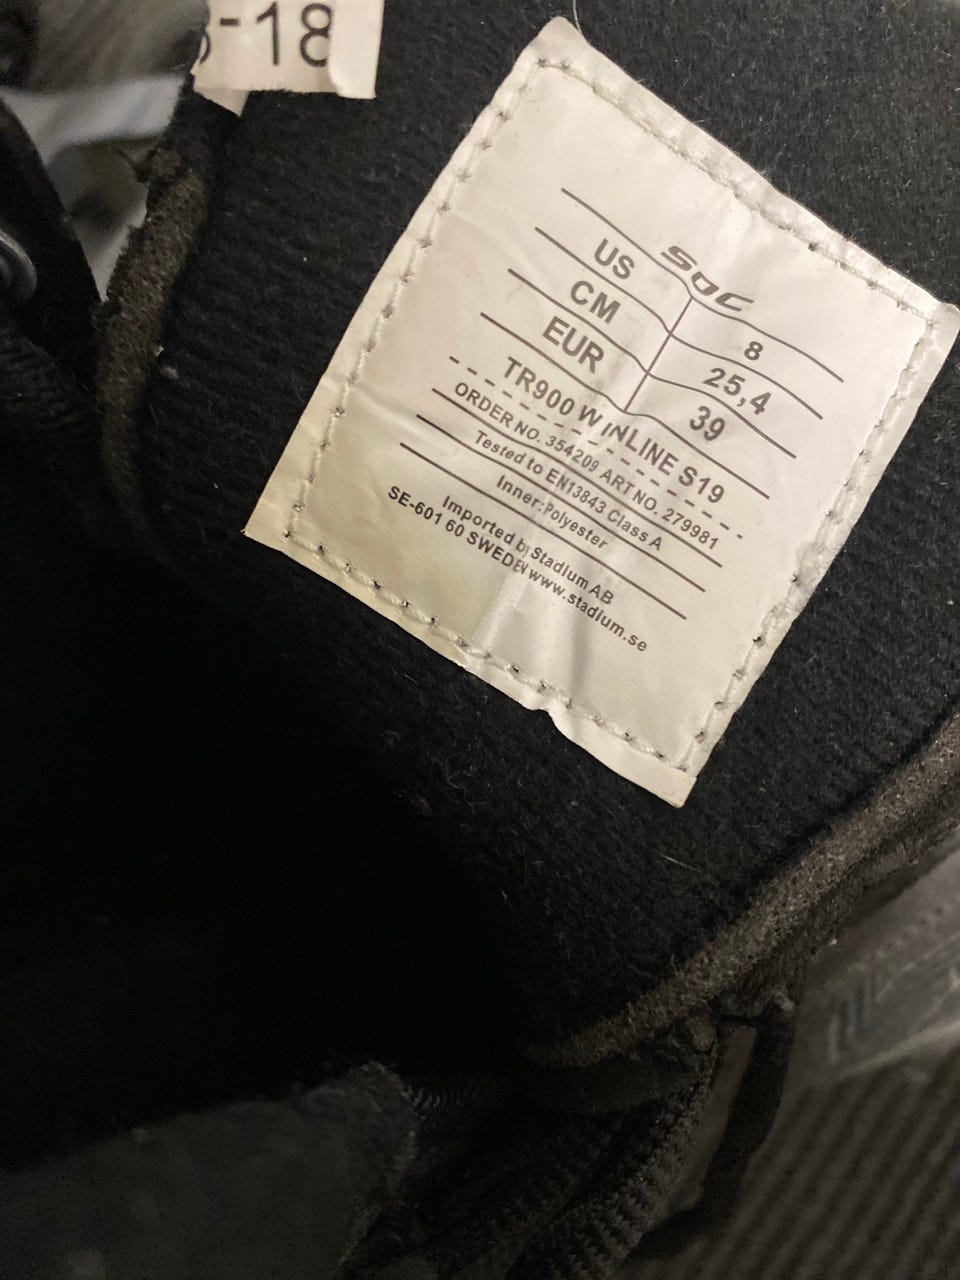 -18
SOC
US 8
CM 25,4
EUR 39
TR900 WINLINE S19
ORDER NO. 354209 ART NO. 279981
Tested to EN13843 Class A
Inner:Polyester
Imported by Stadium AB
SE-601 60 SWEDEN www.stadium.se